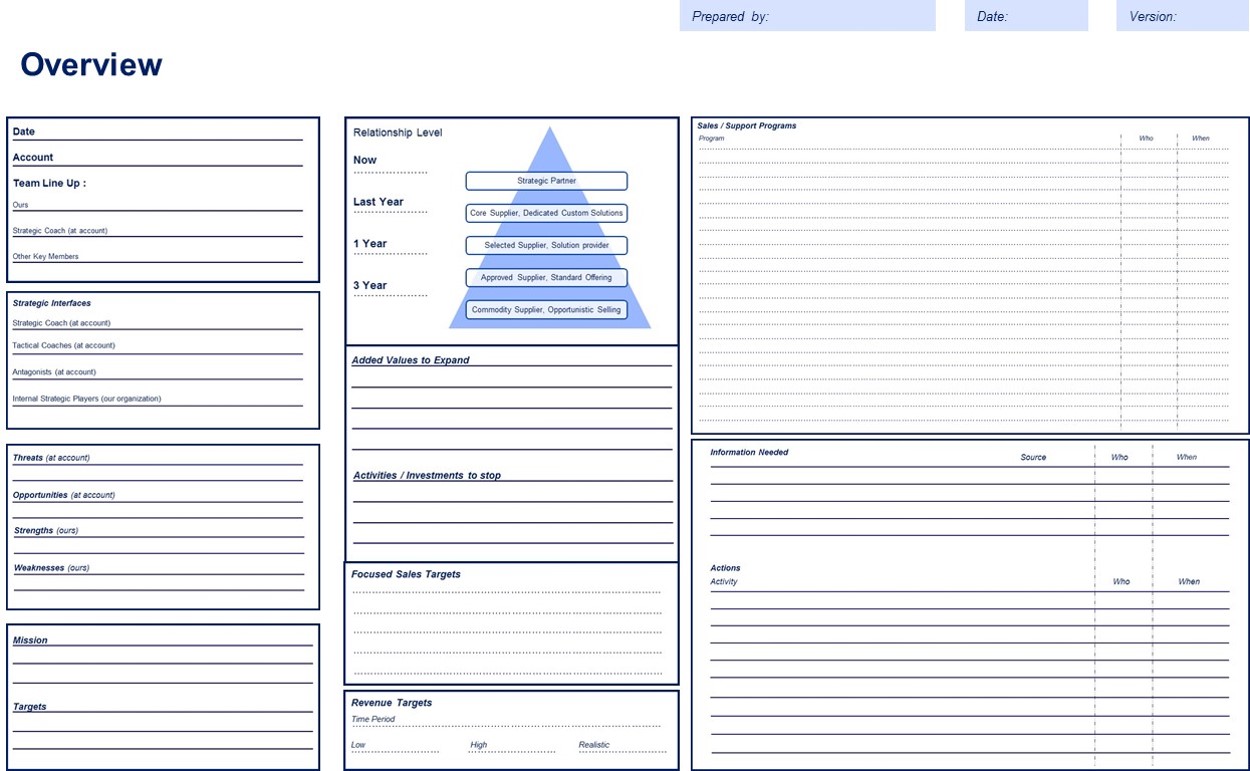 Prepared by:
Date:
Version:
Overview
Date
Account
Team Line Up :
Ours
Strategic Coach (at account)
Other Key Members
Strategic Interfaces
Strategic Coach (at account)
Tactical Coaches (at account)
Antagonists (at account)
Internal Strategic Players (our organization)
Threats (at account)
Opportunities (at account)
Strengths (ours)
Weaknesses (ours)
Mission
Targets
Relationship Level
Now
Last Year
1 Year
3 Year
Strategic Partner
Core Supplier, Dedicated Custom Solutions
Selected Supplier, Solution provider
Approved Supplier, Standard Offering
Commodity Supplier, Opportunistic Selling
Added Values to Expand
Activities / Investments to stop
Focused Sales Targets
Revenue Targets
Time Period
Low
High
Realistic
Sales / Support Programs
Program
Who
When
Information Needed
Source
Who
When
Actions
Activity
Who
When